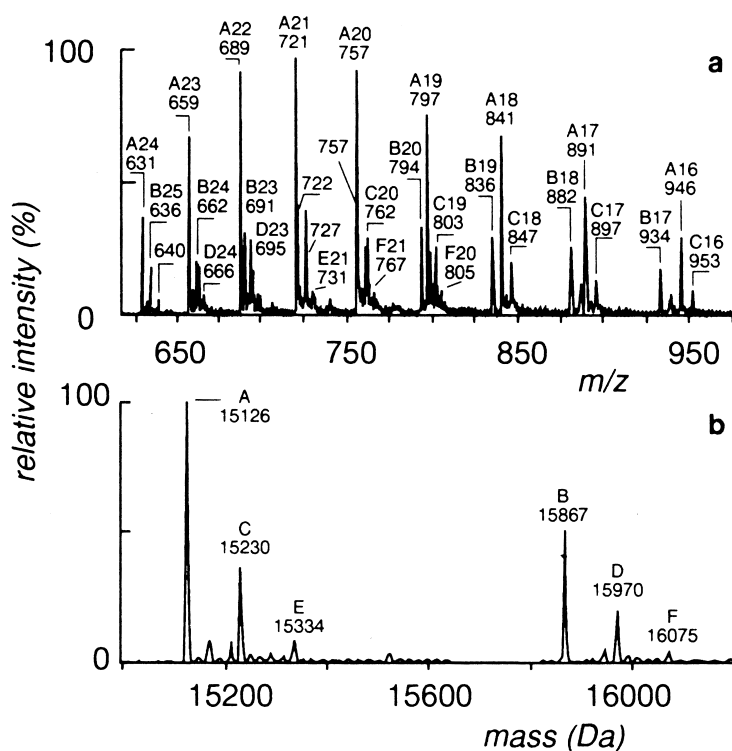 a
100
0
A24
631
B25
636
640
A23
659
B24
662
D24
666
A22
689
B23
691
D23
695
A21
721
722
727
E21
731
A20
757
757
C20
762
F21
767
B20
794
A19
797
C19
803
F20
805
B19
836
A18
841
C18
847
B18
882
A17
891
C17
897
B17
934
A16
946
C16
953
650
750
850
950
m/z
relative intensity (%)
b
100
0
A
15126
C
15230
E
15334
B
15867
D
15970
F
16075
15200
15600
16000
mass (Da)